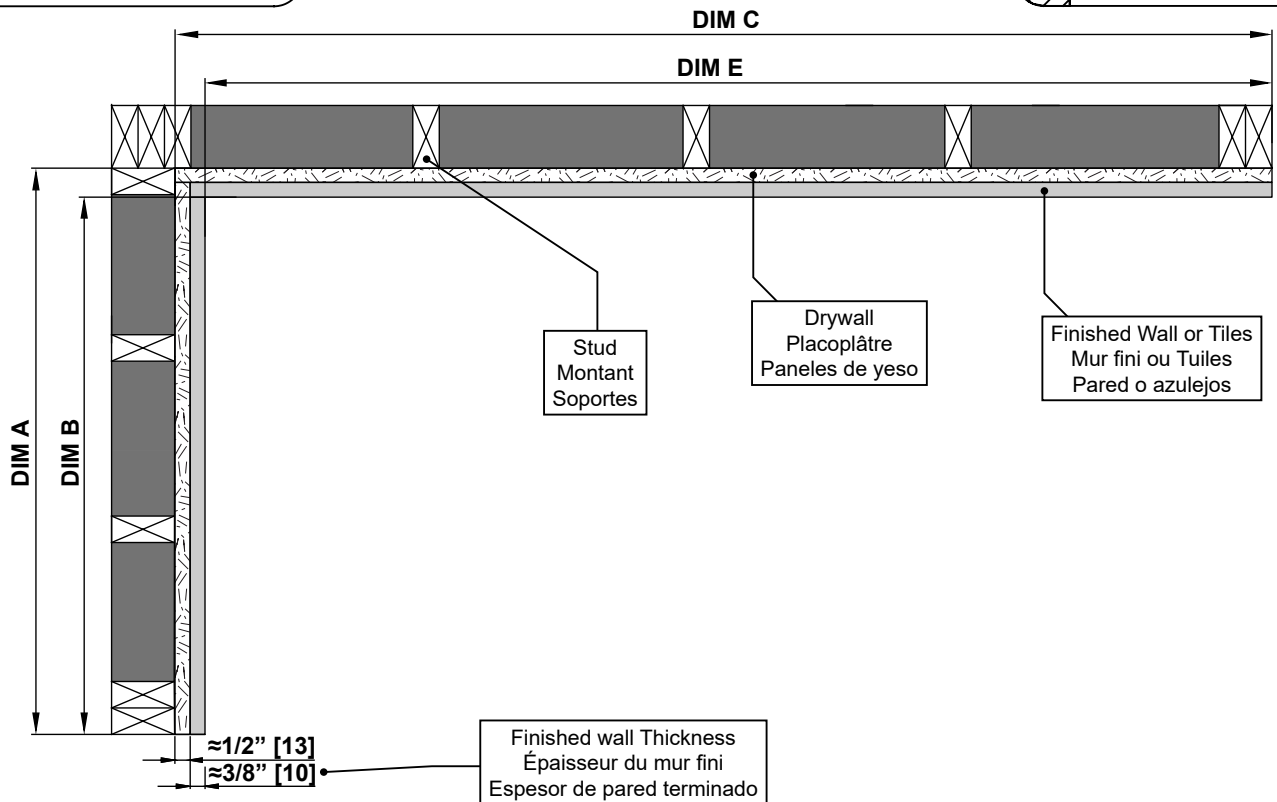 DIM C
DIM E
Stud
Montant
Soportes
Drywall
Placoplâtre
Paneles de yeso
Finished Wall or Tiles
Mur fini ou Tuiles
Pared o azulejos
DIM A
DIM B
≈1/2” [13]
≈3/8” [10]
Finished wall Thickness
Épaisseur du mur fini
Espesor de pared terminado